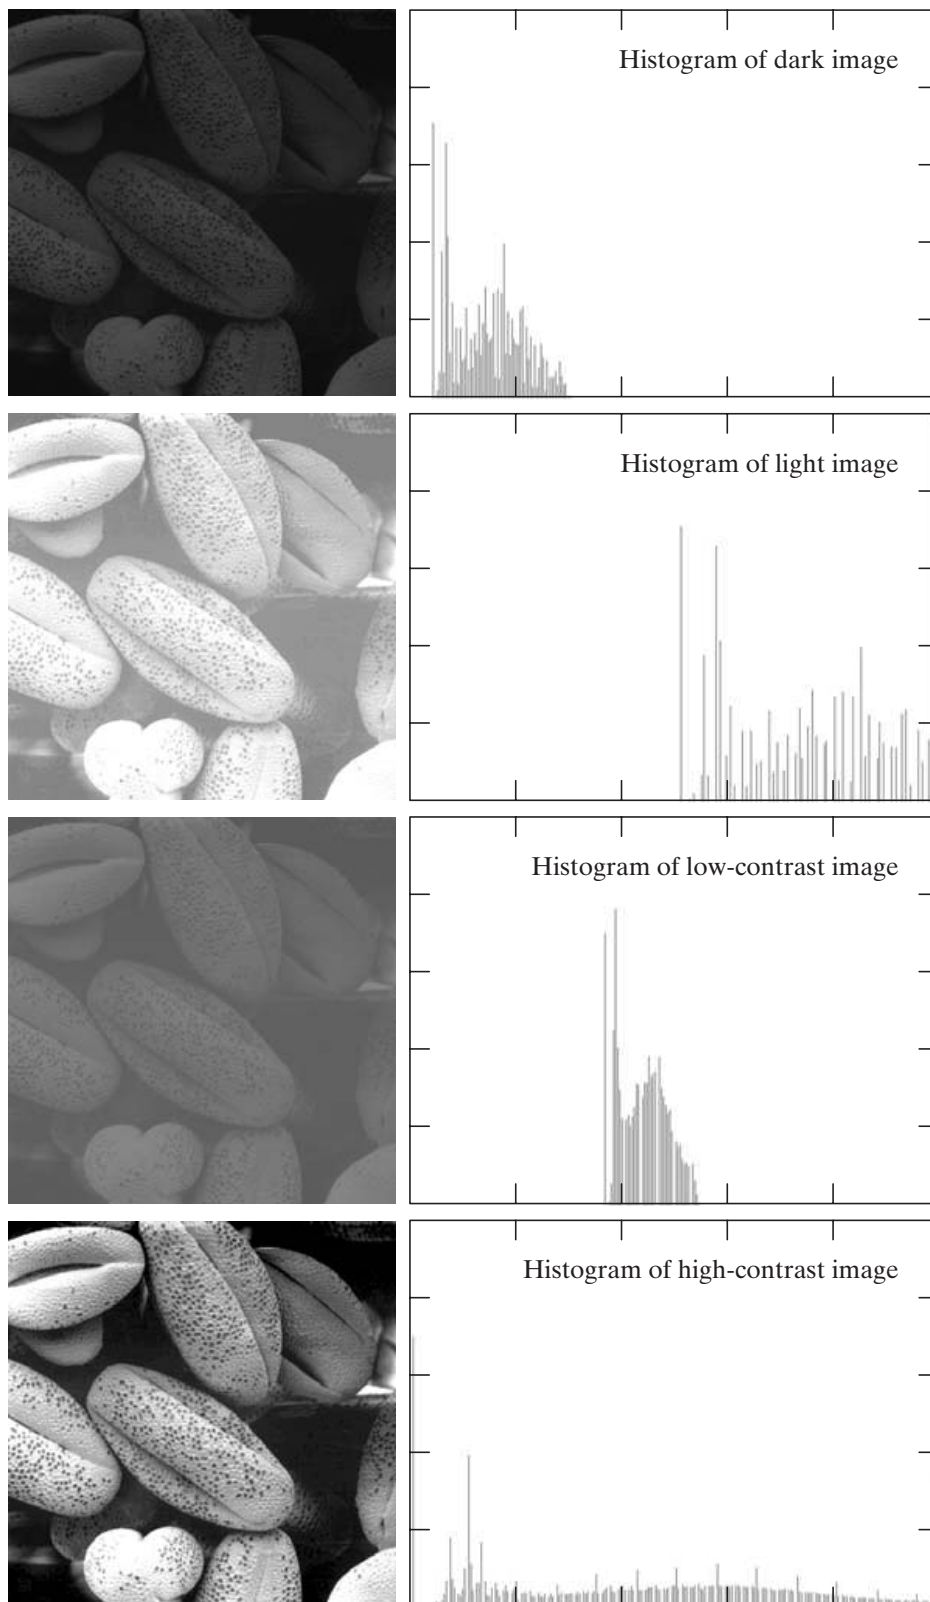 Histogram of dark image
Histogram of light image
Histogram of low-contrast image
Histogram of high-contrast image